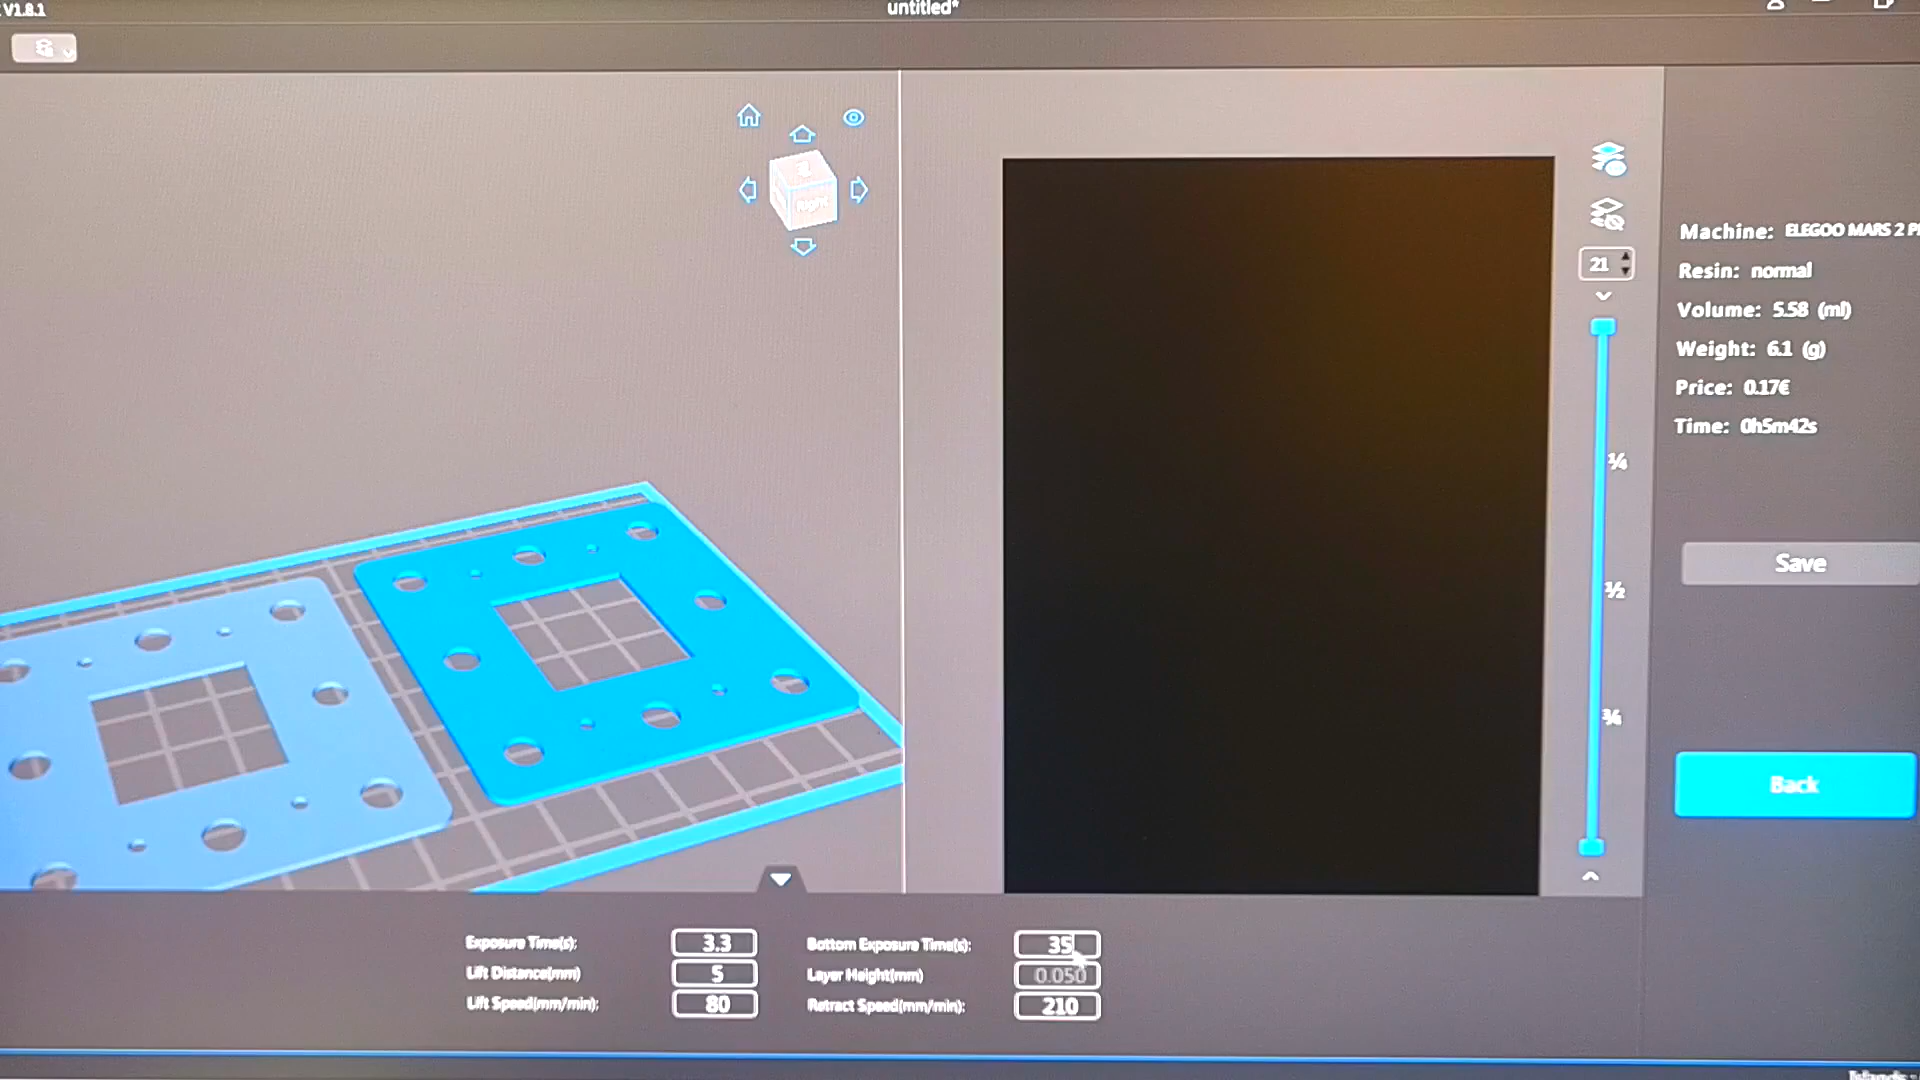 V1.8.1
untitled*
Right
21
¼
½
¾
Machine: ELEGOO MARS 2
Resin: normal
Volume: 5.58 (ml)
Weight: 6.1 (g)
Price: 0.17€
Time: 0h5m42s
Save
Back
Exposure Time(s): 3.3
Bottom Exposure Time(s): 35
Lift Distance(mm) 5
Layer Height(mm) 0.050
Lift Speed(mm/min): 80
Retract Speed(mm/min): 210